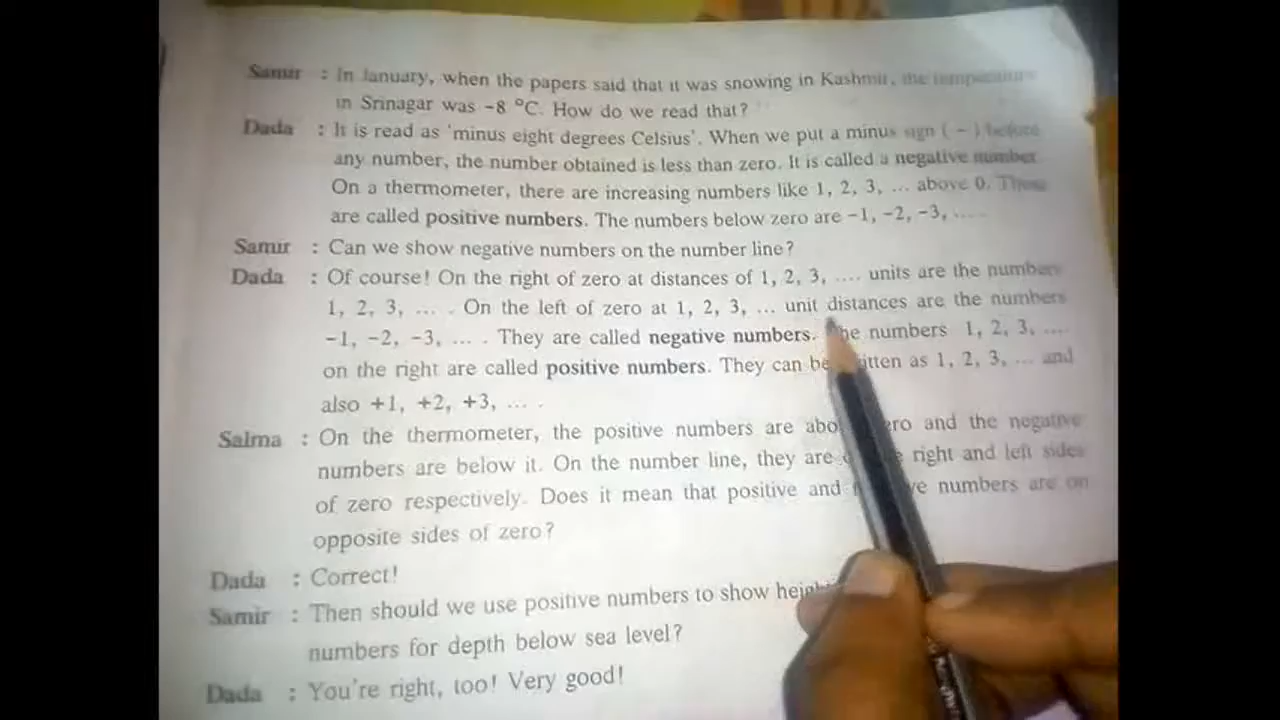 Samir : In January, when the papers said that it was snowing in Kashmir, the temperature
in Srinagar was −8 °C. How do we read that?
Dada : It is read as 'minus eight degrees Celsius'. When we put a minus sign ( − ) before
any number, the number obtained is less than zero. It is called a negative number.
On a thermometer, there are increasing numbers like 1, 2, 3, ... above 0. These
are called positive numbers. The numbers below zero are −1, −2, −3, .... .
Samir : Can we show negative numbers on the number line?
Dada : Of course! On the right of zero at distances of 1, 2, 3, .... units are the numbers
1, 2, 3, ... . On the left of zero at 1, 2, 3, ... unit distances are the numbers
−1, −2, −3, ... . They are called negative numbers. The numbers 1, 2, 3, ....
on the right are called positive numbers. They can be written as 1, 2, 3, ... and
also +1, +2, +3, ... .
Salma : On the thermometer, the positive numbers are above zero and the negative
numbers are below it. On the number line, they are right and left sides
of zero respectively. Does it mean that positive and numbers are on
opposite sides of zero?
Dada : Correct!
Samir : Then should we use positive numbers to show
numbers for depth below sea level?
Dada : You're right, too! Very good!